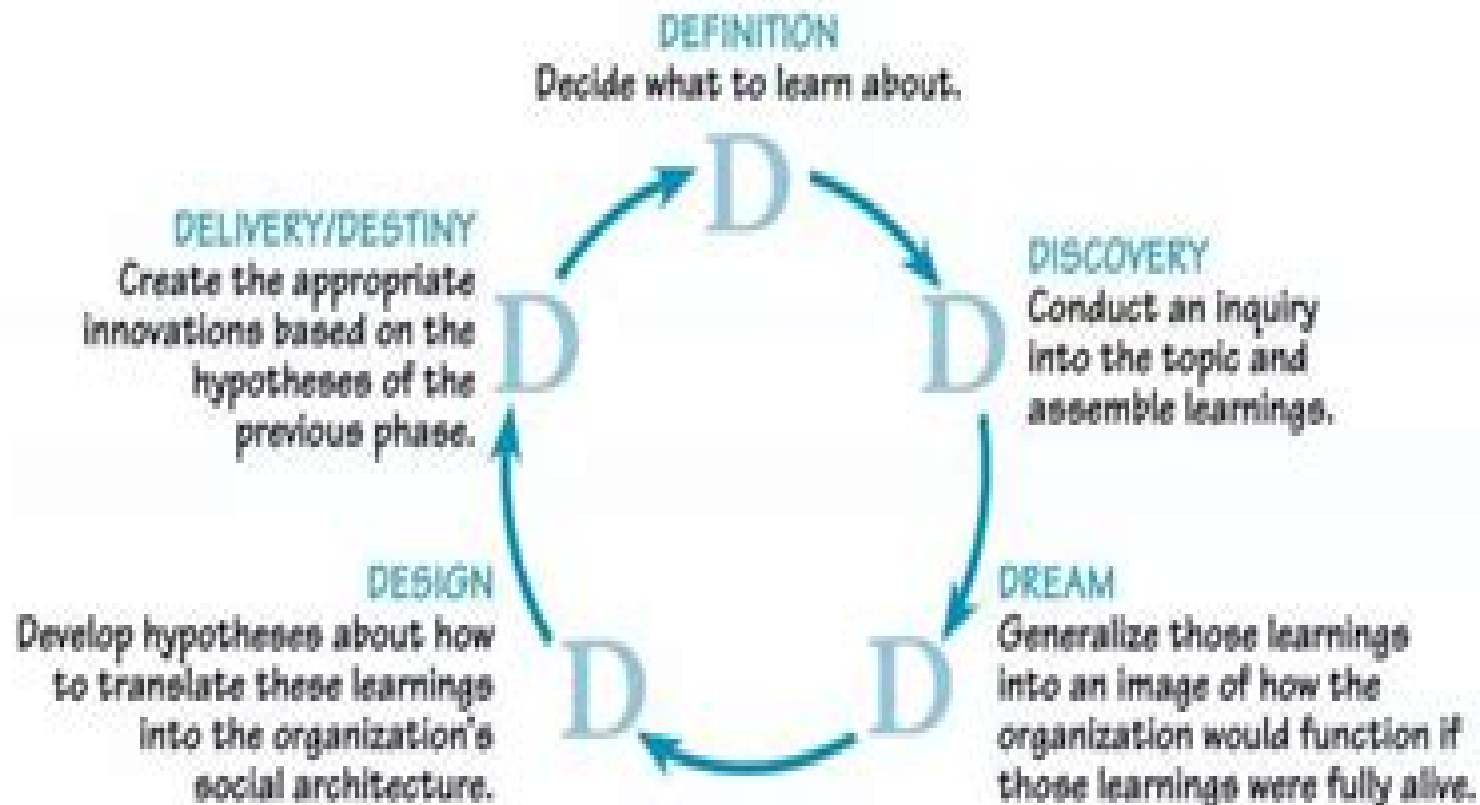 DEFINITION
Decide what to learn about.
D
DISCOVERY
Conduct an inquiry
into the topic and
assemble learnings.
D
DREAM
Generalize those learnings
into an image of how the
organization would function if
those learnings were fully alive.
D
DESIGN
Develop hypotheses about how
to translate these learnings
into the organization's
social architecture.
D
DELIVERY/DESTINY
Create the appropriate
innovations based on the
hypotheses of the
previous phase.
D